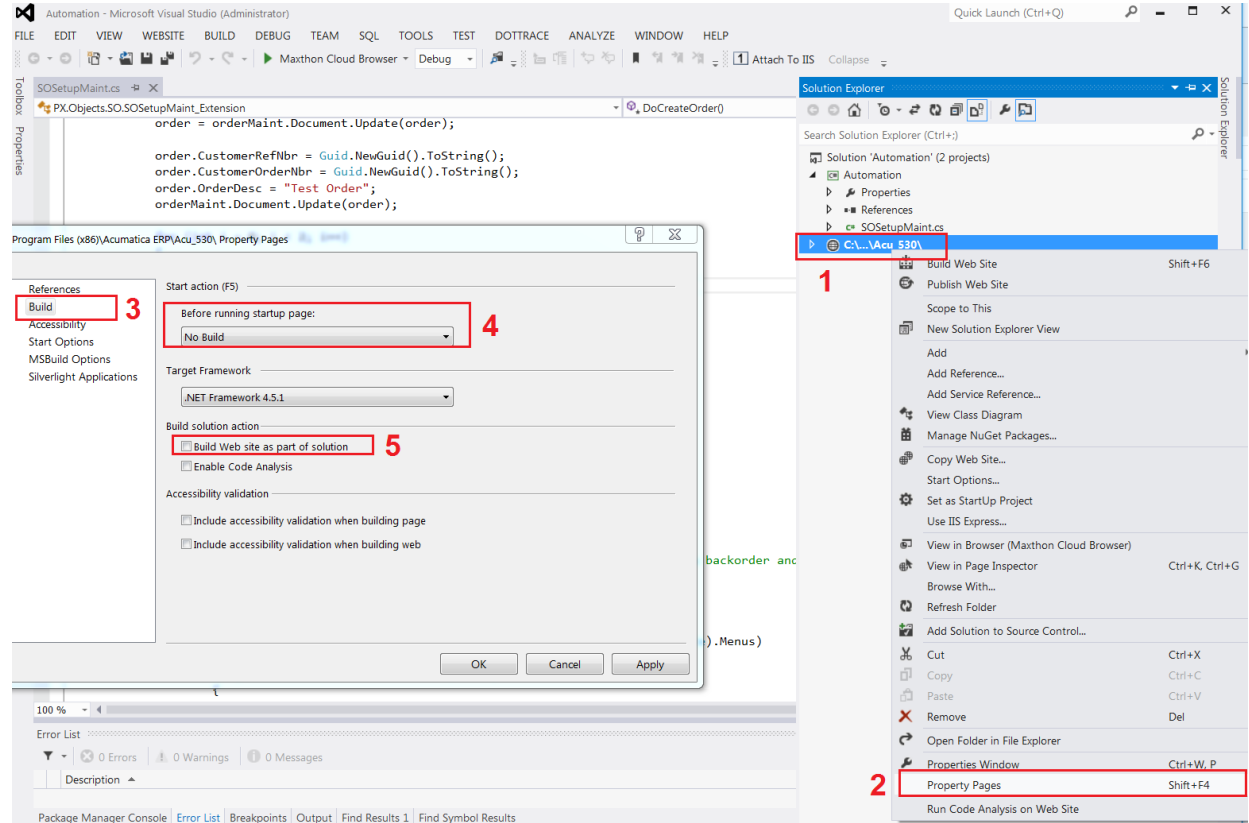 Automation - Microsoft Visual Studio (Administrator)
Quick Launch (Ctrl+Q)
FILE EDIT VIEW WEBSITE BUILD DEBUG TEAM SQL TOOLS TEST DOTTRACE ANALYZE WINDOW HELP
Maxthon Cloud Browser Debug 1 Attach To IIS Collapse
Toolbox
Properties
SOSetupMaint.cs
PX.Objects.SO.SOSetupMaint_Extension
DoCreateOrder()
order = orderMaint.Document.Update(order);
order.CustomerRefNbr = Guid.NewGuid().ToString();
order.CustomerOrderNbr = Guid.NewGuid().ToString();
order.OrderDesc = "Test Order";
orderMaint.Document.Update(order);
Program Files (x86)\Acumatica ERP\Acu_530\ Property Pages
References
Build
3
Accessibility
Start Options
MSBuild Options
Silverlight Applications
Start action (F5)
Before running startup page:
No Build
4
Target Framework
.NET Framework 4.5.1
Build solution action
Build Web site as part of solution
5
Enable Code Analysis
Accessibility validation
Include accessibility validation when building page
Include accessibility validation when building web
OK
Cancel
Apply
backorder and
).Menus)
{
100 %
Error List
0 Errors
0 Warnings
0 Messages
Description
Package Manager Console Error List Breakpoints Output Find Results 1 Find Symbol Results
Solution Explorer
Solution Explorer
Search Solution Explorer (Ctrl+;)
Solution 'Automation' (2 projects)
Automation
Properties
References
SOSetupMaint.cs
C:\...\Acu_530\
1
Build Web Site Shift+F6
Publish Web Site
Scope to This
New Solution Explorer View
Add
Add Reference...
Add Service Reference...
View Class Diagram
Manage NuGet Packages...
Copy Web Site...
Start Options...
Set as StartUp Project
Use IIS Express...
View in Browser (Maxthon Cloud Browser)
View in Page Inspector Ctrl+K, Ctrl+G
Browse With...
Refresh Folder
Add Solution to Source Control...
Cut Ctrl+X
Copy Ctrl+C
Paste Ctrl+V
Remove Del
Open Folder in File Explorer
Properties Window Ctrl+W, P
2
Property Pages Shift+F4
Run Code Analysis on Web Site